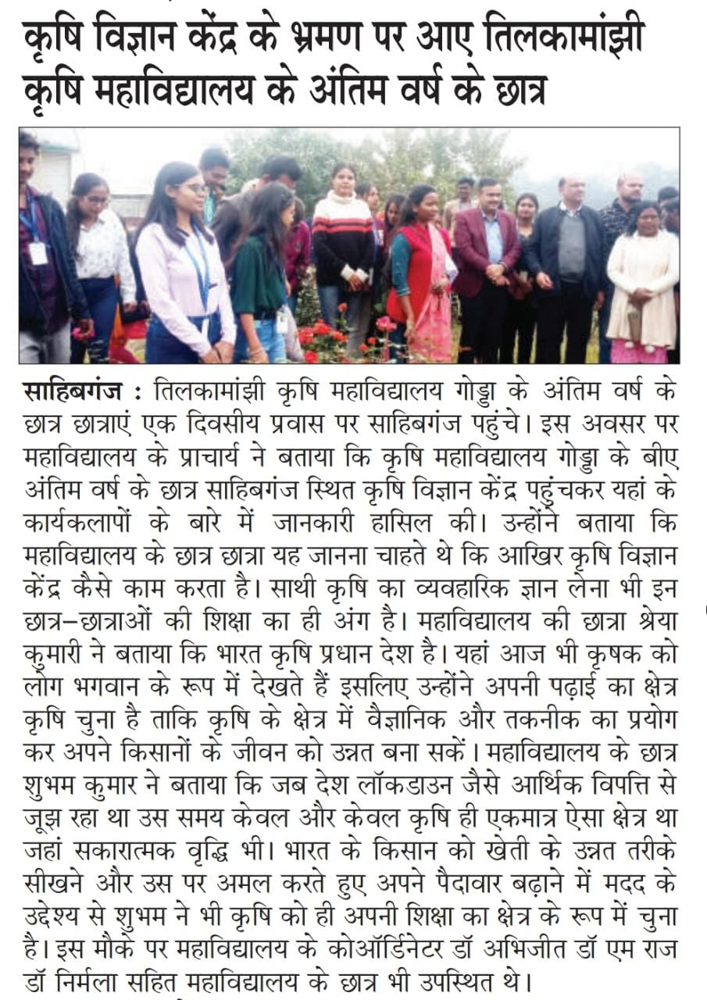 कृषि विज्ञान केंद्र के भ्रमण पर आए तिलकामांझी
कृषि महाविद्यालय के अंतिम वर्ष के छात्र
साहिबगंज : तिलकामांझी कृषि महाविद्यालय गोड्डा के अंतिम वर्ष के
छात्र छात्राएं एक दिवसीय प्रवास पर साहिबगंज पहुंचे। इस अवसर पर
महाविद्यालय के प्राचार्य ने बताया कि कृषि महाविद्यालय गोड्डा के बीए
अंतिम वर्ष के छात्र साहिबगंज स्थित कृषि विज्ञान केंद्र पहुंचकर यहां के
कार्यकलापों के बारे में जानकारी हासिल की। उन्होंने बताया कि
महाविद्यालय के छात्र छात्रा यह जानना चाहते थे कि आखिर कृषि विज्ञान
केंद्र कैसे काम करता है। साथी कृषि का व्यवहारिक ज्ञान लेना भी इन
छात्र–छात्राओं की शिक्षा का ही अंग है। महाविद्यालय की छात्रा श्रेया
कुमारी ने बताया कि भारत कृषि प्रधान देश है। यहां आज भी कृषक को
लोग भगवान के रूप में देखते हैं इसलिए उन्होंने अपनी पढ़ाई का क्षेत्र
कृषि चुना है ताकि कृषि के क्षेत्र में वैज्ञानिक और तकनीक का प्रयोग
कर अपने किसानों के जीवन को उन्नत बना सकें। महाविद्यालय के छात्र
शुभम कुमार ने बताया कि जब देश लॉकडाउन जैसे आर्थिक विपत्ति से
जूझ रहा था उस समय केवल और केवल कृषि ही एकमात्र ऐसा क्षेत्र था
जहां सकारात्मक वृद्धि भी। भारत के किसान को खेती के उन्नत तरीके
सीखने और उस पर अमल करते हुए अपने पैदावार बढ़ाने में मदद के
उद्देश्य से शुभम ने भी कृषि को ही अपनी शिक्षा का क्षेत्र के रूप में चुना
है। इस मौके पर महाविद्यालय के कोऑर्डिनेटर डॉ अभिजीत डॉ एम राज
डॉ निर्मला सहित महाविद्यालय के छात्र भी उपस्थित थे।